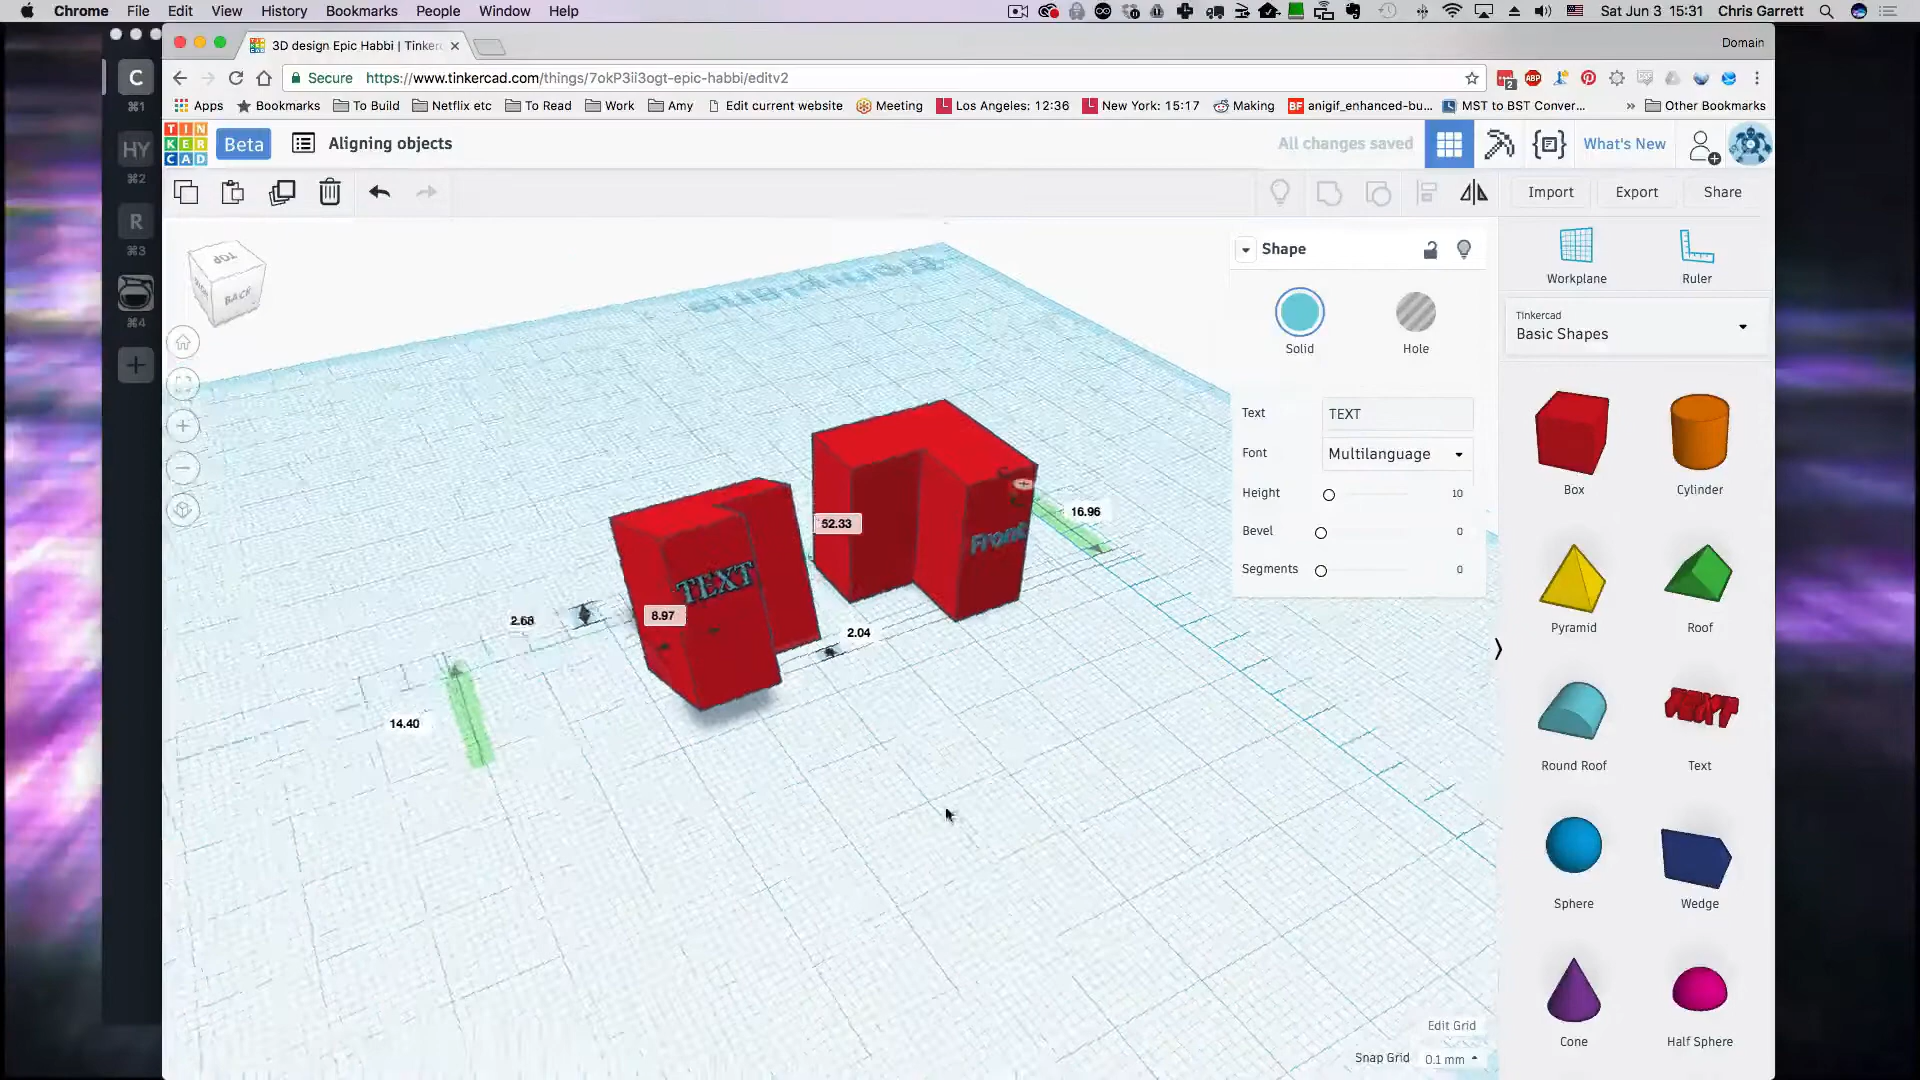 Chrome File Edit View History Bookmarks People Window Help Sat Jun 3 15:31 Chris Garrett
C
⌘1
HY
⌘2
R
⌘3
⌘4
3D design Epic Habbi | Tinkerc
Domain
Secure https://www.tinkercad.com/things/7okP3ii3ogt-epic-habbi/editv2
2
ABP
Apps Bookmarks To Build Netflix etc To Read Work Amy Edit current website Meeting Los Angeles: 12:36 New York: 15:17 Making BF anigif_enhanced-bu... MST to BST Conver... » Other Bookmarks
TIN
KER
CAD
Beta
Aligning objects
All changes saved
What's New
Import Export Share
TOP
BACK
Workplane
Shape
Solid Hole
Text TEXT
Font Multilanguage
Height 10
Bevel 0
Segments 0
Workplane Ruler
Tinkercad
Basic Shapes
Box Cylinder
Pyramid Roof
Round Roof Text
Sphere Wedge
Cone Half Sphere
52.33
16.96
Front
TEXT
8.97
2.68
2.04
14.40
Edit Grid
Snap Grid 0.1 mm